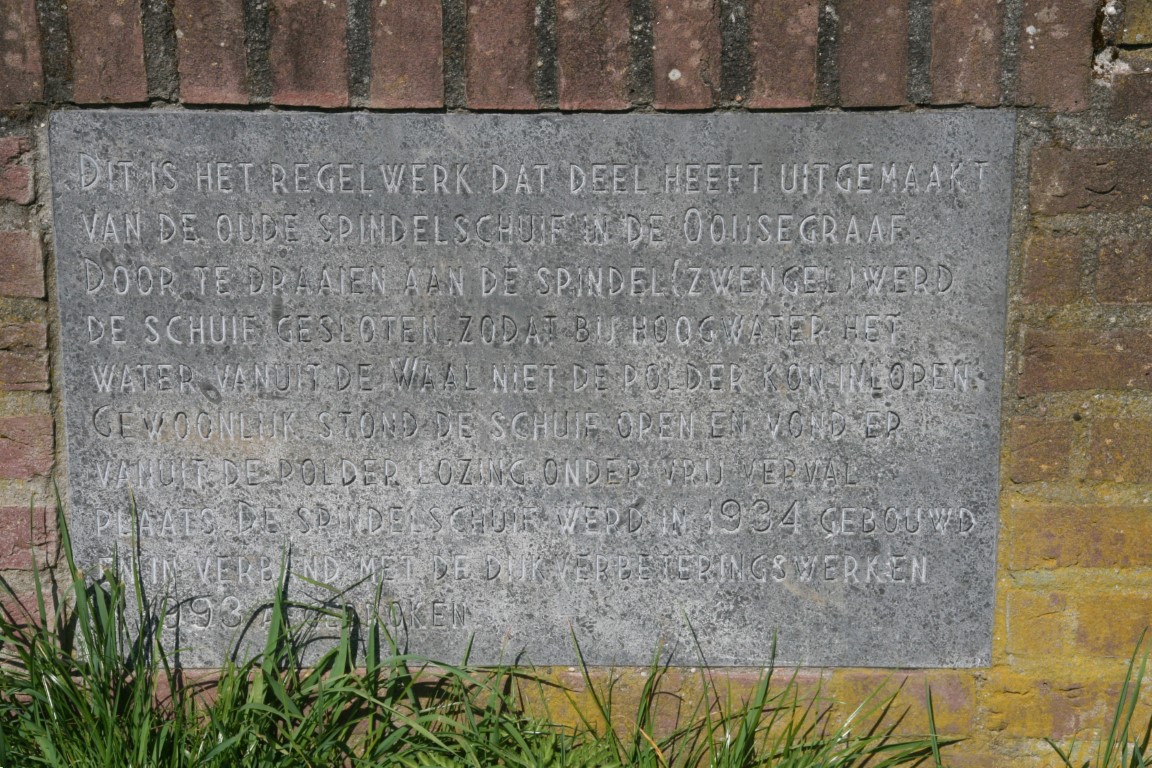 Dit is het regelwerk dat deel heeft uitgemaakt
van de oude spindelschuif in de Ooijsegraaf.
Door te draaien aan de spindel (zwengel) werd
de schuif gesloten, zodat bij hoogwater het
water vanuit de Waal niet de polder kon inlopen.
Gewoonlijk stond de schuif open en vond er
vanuit de polder lozing onder vrij verval
plaats. De spindelschuif werd in 1934 gebouwd
en in verband met de dijkverbeteringswerken
1993